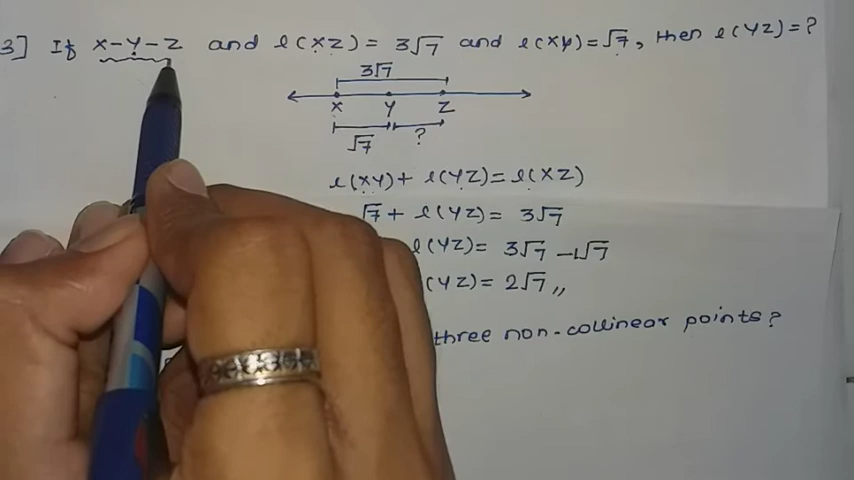 3] If X-Y-Z and l(XZ) = 3√7 and l(XY)=√7, then l(YZ)=?
3√7
X Y Z
√7 ?
l(XY)+ l(YZ)=l(XZ)
√7 + l(YZ)= 3√7
l(YZ)= 3√7 -1√7
(YZ)= 2√7,,
three non-collinear points?